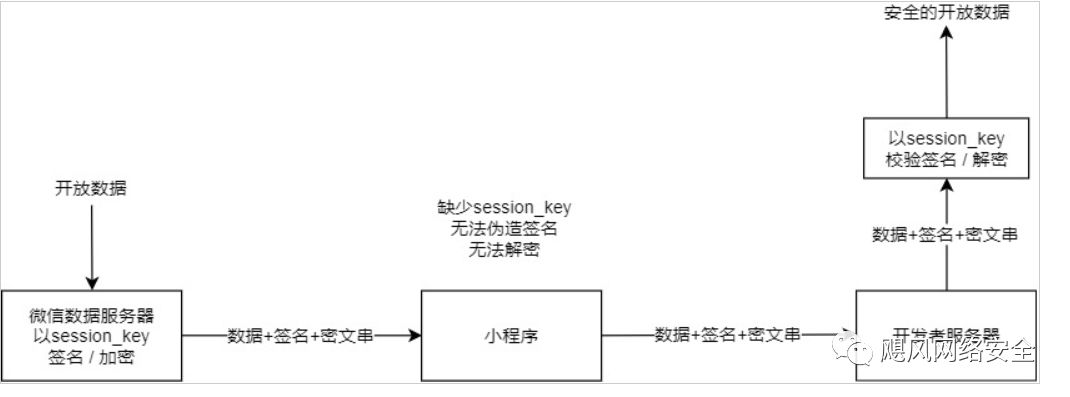 安全的开放数据
以session_key
校验签名 / 解密
开放数据
缺少session_key
无法伪造签名
无法解密
数据+签名+密文串
微信数据服务器
以session_key
签名 / 加密
数据+签名+密文串
小程序
数据+签名+密文串
开发者服务器
飓风网络安全